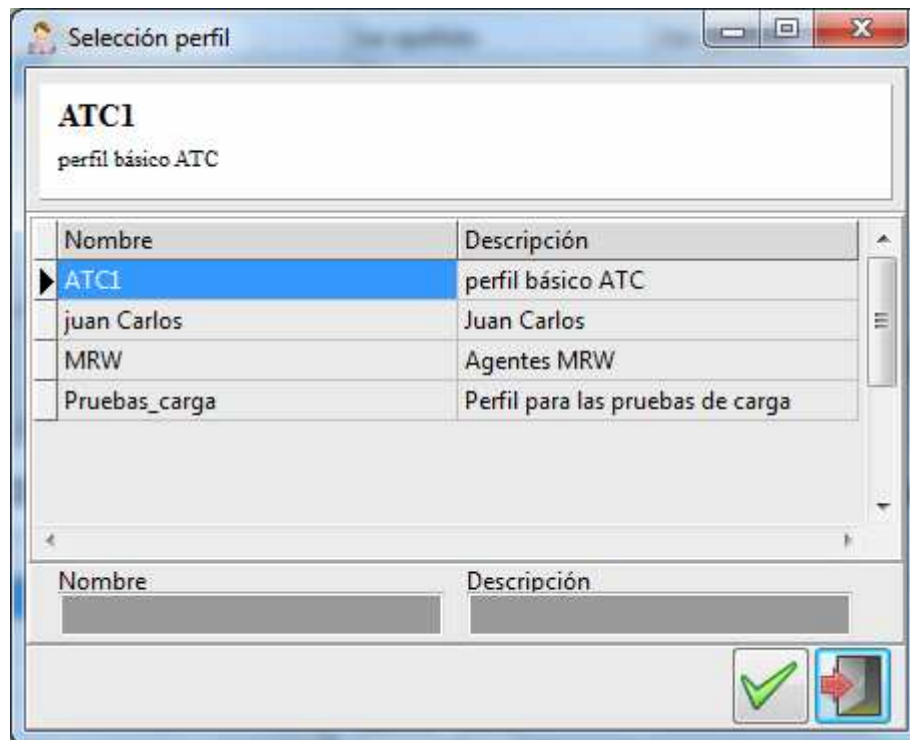 Selección perfil
ATC1
perfil básico ATC
Nombre Descripción
ATC1 perfil básico ATC
juan Carlos Juan Carlos
MRW Agentes MRW
Pruebas_carga Perfil para las pruebas de carga
Nombre Descripción